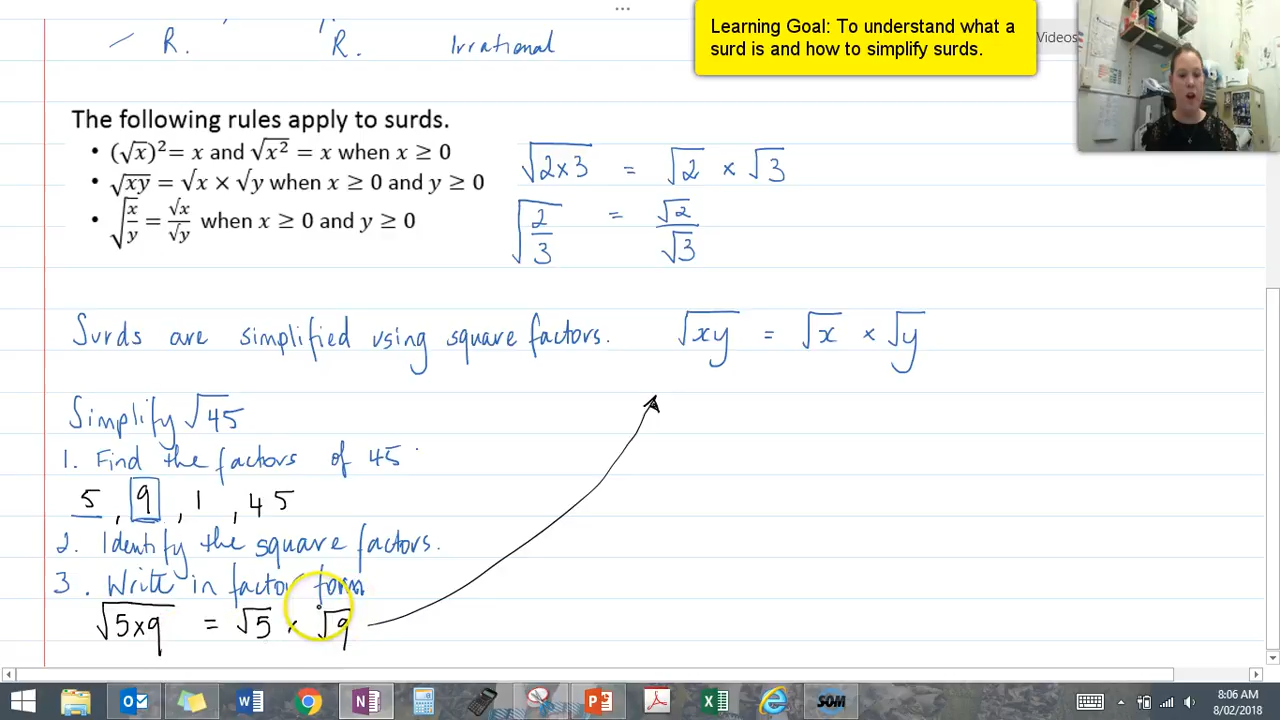 Learning Goal: To understand what a
surd is and how to simplify surds.
Videos
R. R. Irrational
The following rules apply to surds.
• (√x)² = x and √x² = x when x ≥ 0
√2×3 = √2 × √3
• √xy = √x × √y when x ≥ 0 and y ≥ 0
• √x/y = √x/√y when x ≥ 0 and y ≥ 0
√2/3 = √2/√3
Surds are simplified using square factors. √xy = √x × √y
Simplify √45
1. Find the factors of 45
5, 9, 1, 45
2. Identify the square factors.
3. Write in factor form
√5×9 = √5 × √9
8:06 AM
8/02/2018